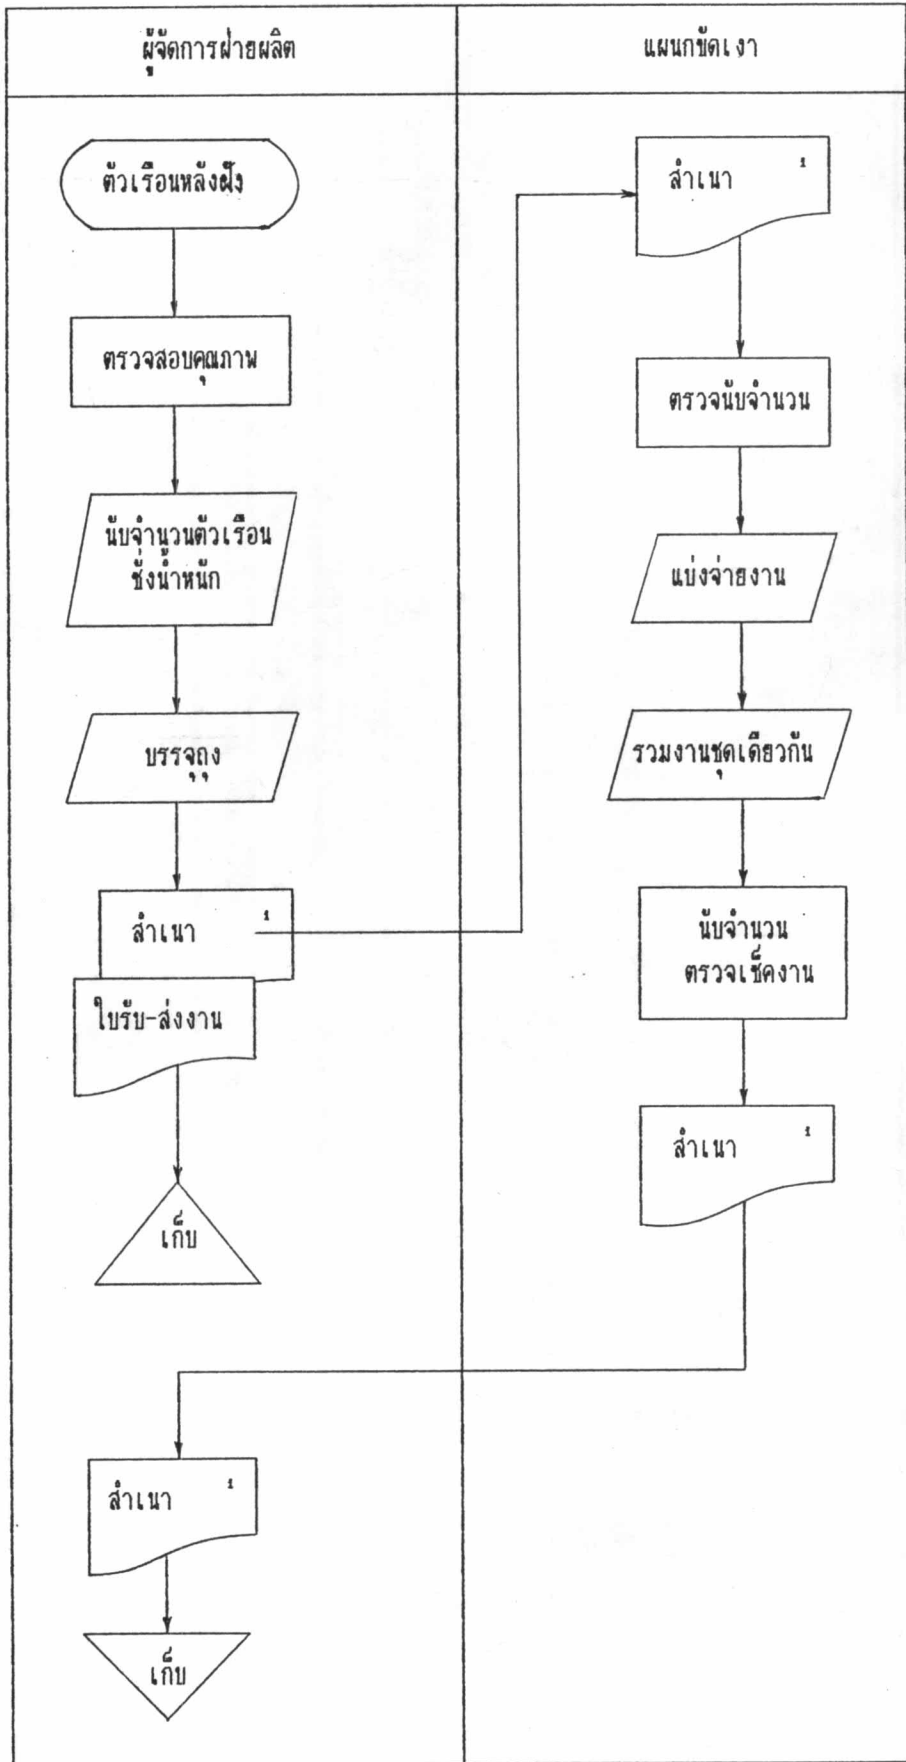 ผู้จัดการฝ่ายผลิต
แผนกขัดเงา
ตัวเรือนหลังฝัง
ตรวจสอบคุณภาพ
นับจำนวนตัวเรือน
ชั่งน้ำหนัก
บรรจุถุง
สำเนา 1
ใบรับ-ส่งงาน
เก็บ
สำเนา 1
เก็บ
สำเนา 1
ตรวจนับจำนวน
แบ่งจ่ายงาน
รวมงานชุดเดียวกัน
นับจำนวน
ตรวจเช็คงาน
สำเนา 1